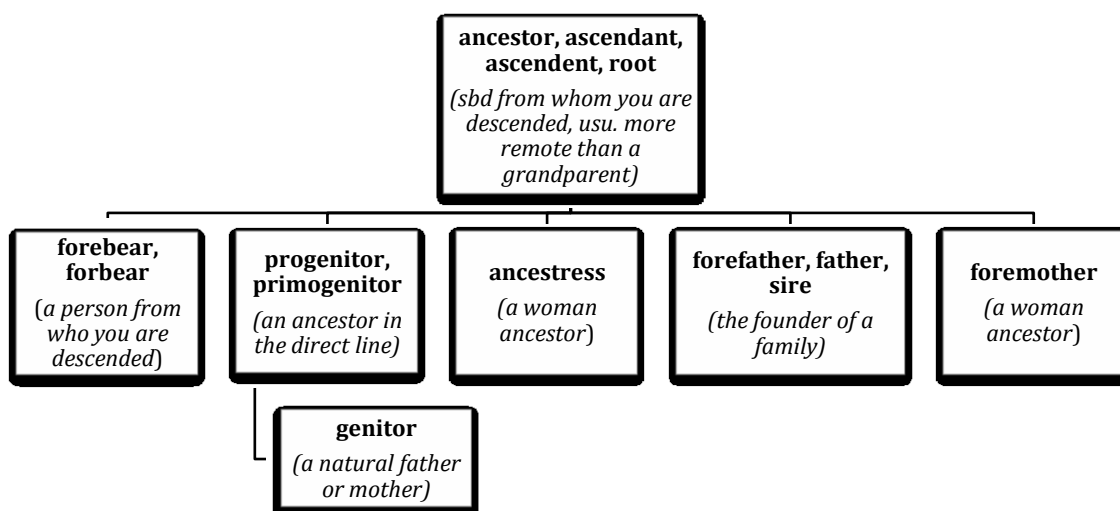 ancestor, ascendant,
ascendent, root
(sbd from whom you are
descended, usu. more
remote than a
grandparent)
forebear,
forbear
(a person from
who you are
descended)
progenitor,
primogenitor
(an ancestor in
the direct line)
ancestress
(a woman
ancestor)
forefather, father,
sire
(the founder of a
family)
foremother
(a woman
ancestor)
genitor
(a natural father
or mother)